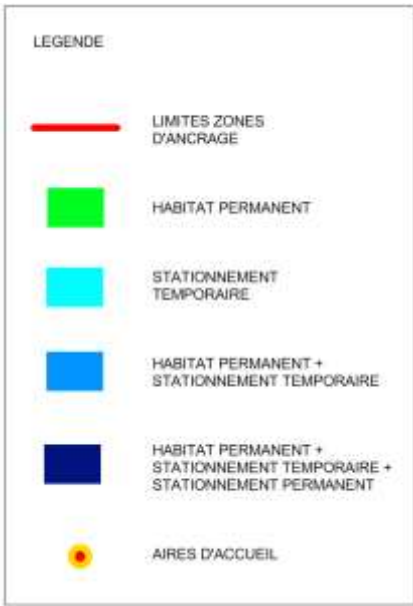 LEGENDE
LIMITES ZONES
D'ANCRAGE
HABITAT PERMANENT
STATIONNEMENT
TEMPORAIRE
HABITAT PERMANENT +
STATIONNEMENT TEMPORAIRE
HABITAT PERMANENT +
STATIONNEMENT TEMPORAIRE +
STATIONNEMENT PERMANENT
AIRES D'ACCUEIL